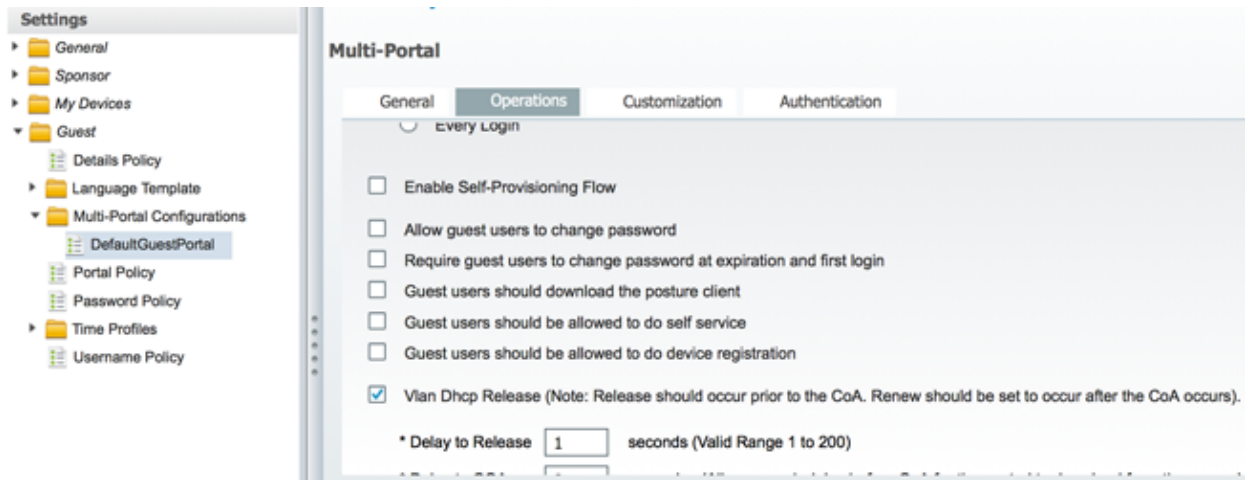 Settings
General
Sponsor
My Devices
Guest
Details Policy
Language Template
Multi-Portal Configurations
DefaultGuestPortal
Portal Policy
Password Policy
Time Profiles
Username Policy
Multi-Portal
General Operations Customization Authentication
Every Login
Enable Self-Provisioning Flow
Allow guest users to change password
Require guest users to change password at expiration and first login
Guest users should download the posture client
Guest users should be allowed to do self service
Guest users should be allowed to do device registration
Vlan Dhcp Release (Note: Release should occur prior to the CoA. Renew should be set to occur after the CoA occurs).
* Delay to Release 1 seconds (Valid Range 1 to 200)